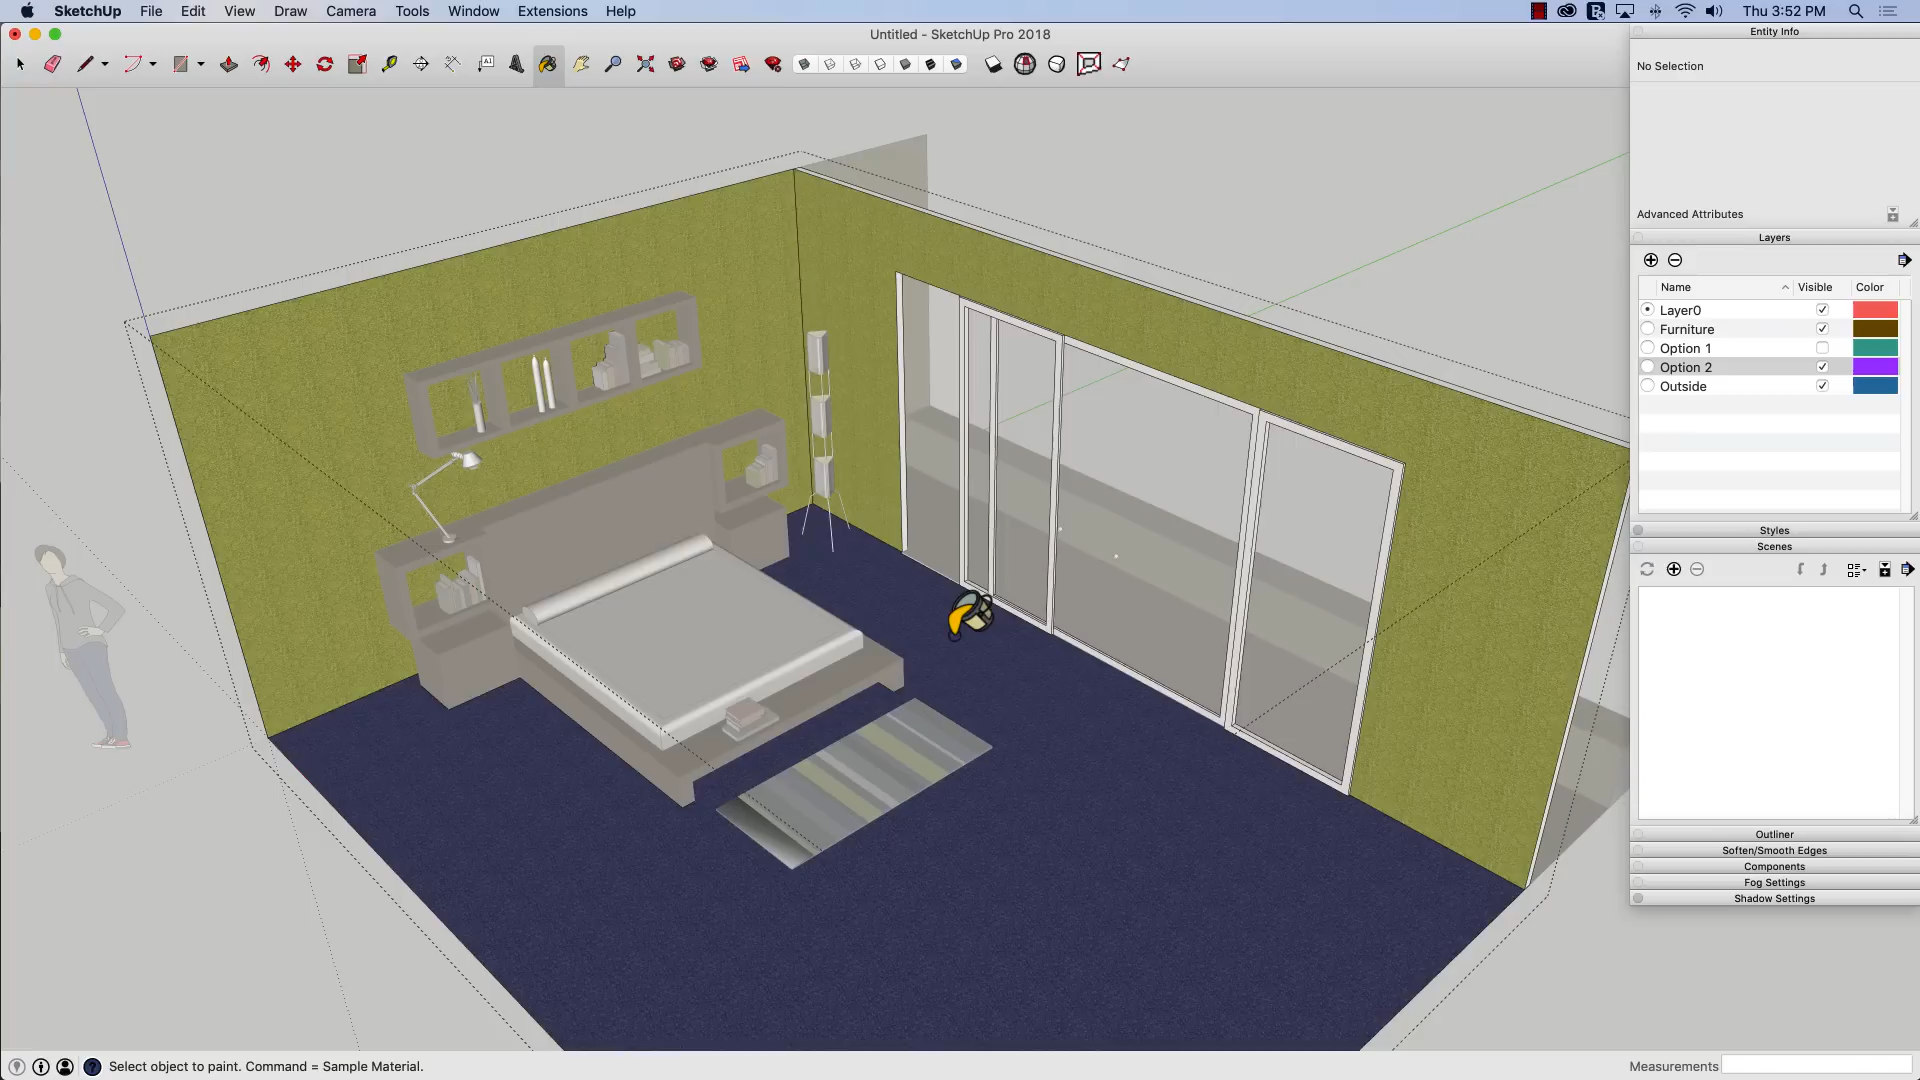 SketchUp File Edit View Draw Camera Tools Window Extensions Help Thu 3:52 PM
Untitled - SketchUp Pro 2018
Entity Info
No Selection
Advanced Attributes
Layers
Name Visible Color
Layer0
Furniture
Option 1
Option 2
Outside
Styles
Scenes
Outliner
Soften/Smooth Edges
Components
Fog Settings
Shadow Settings
Select object to paint. Command = Sample Material.
Measurements